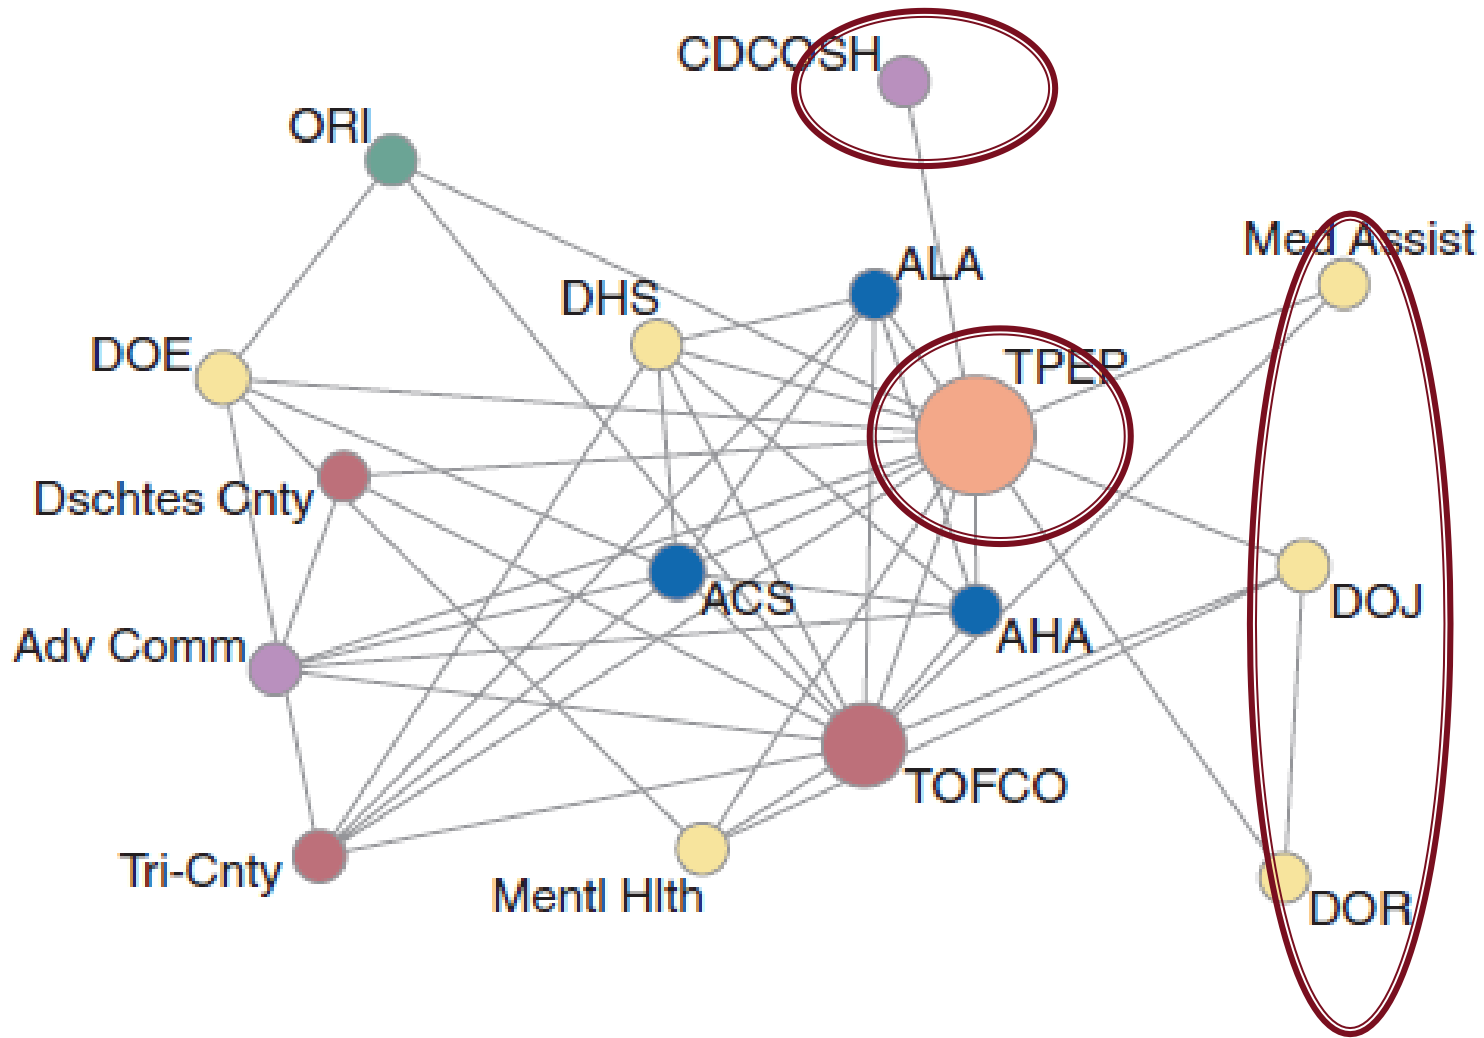 CDCOSH
ORI
Med Assist
ALA
DHS
DOE
TPEP
Dschtes Cnty
ACS
DOJ
AHA
Adv Comm
TOFCO
Tri-Cnty
Mentl Hlth
DOR